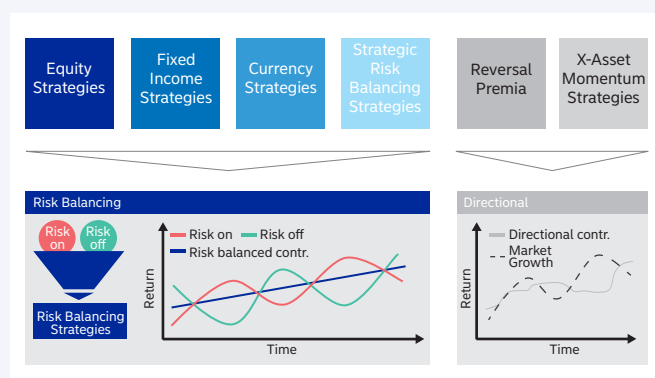 Equity
Strategies
Fixed
Income
Strategies
Currency
Strategies
Strategic
Risk
Balancing
Strategies
Reversal
Premia
X-Asset
Momentum
Strategies
Risk Balancing
Risk
on
Risk
off
Risk Balancing
Strategies
Return
Risk on
Risk off
Risk balanced contr.
Time
Directional
Return
Directional contr.
Market
Growth
Time